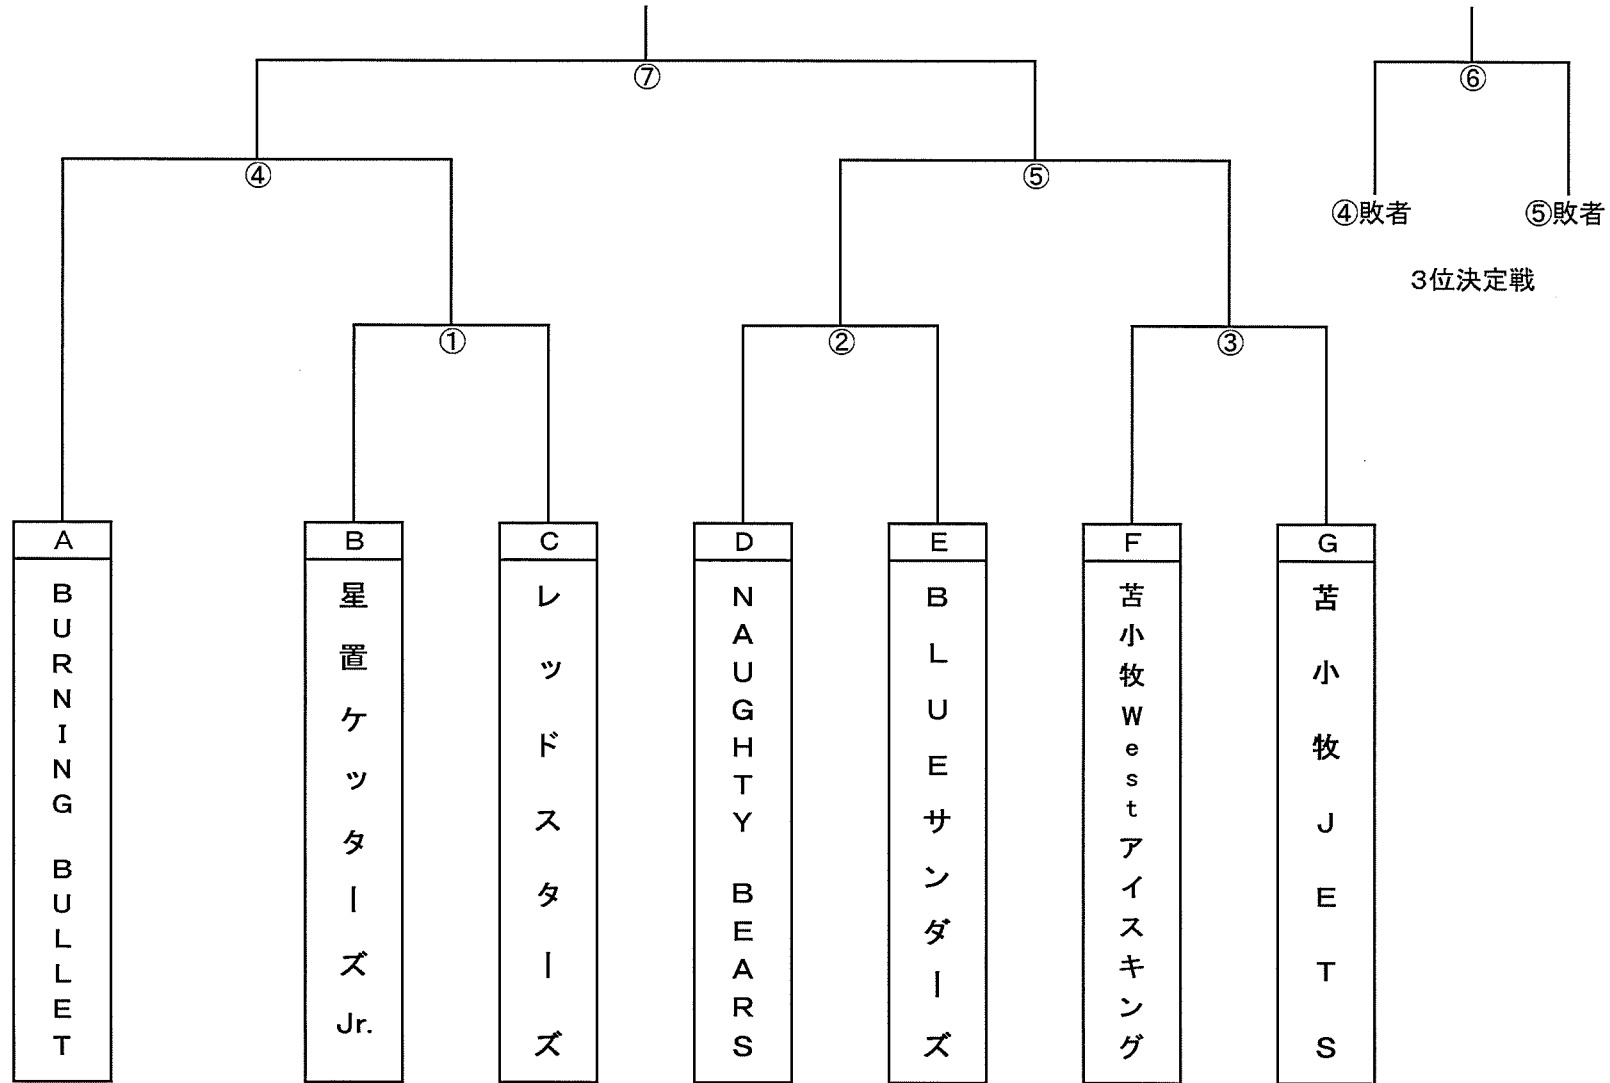 ⑦
⑥
④
⑤
④敗者
⑤敗者
3位決定戦
①
②
③
A
B
C
D
E
F
G
BURNING BULLET
星置ケッターズJr.
レッドスターズ
NAUGHTY BEARS
BLUEサンダーズ
苫小牧Westアイスキング
苫小牧JETS